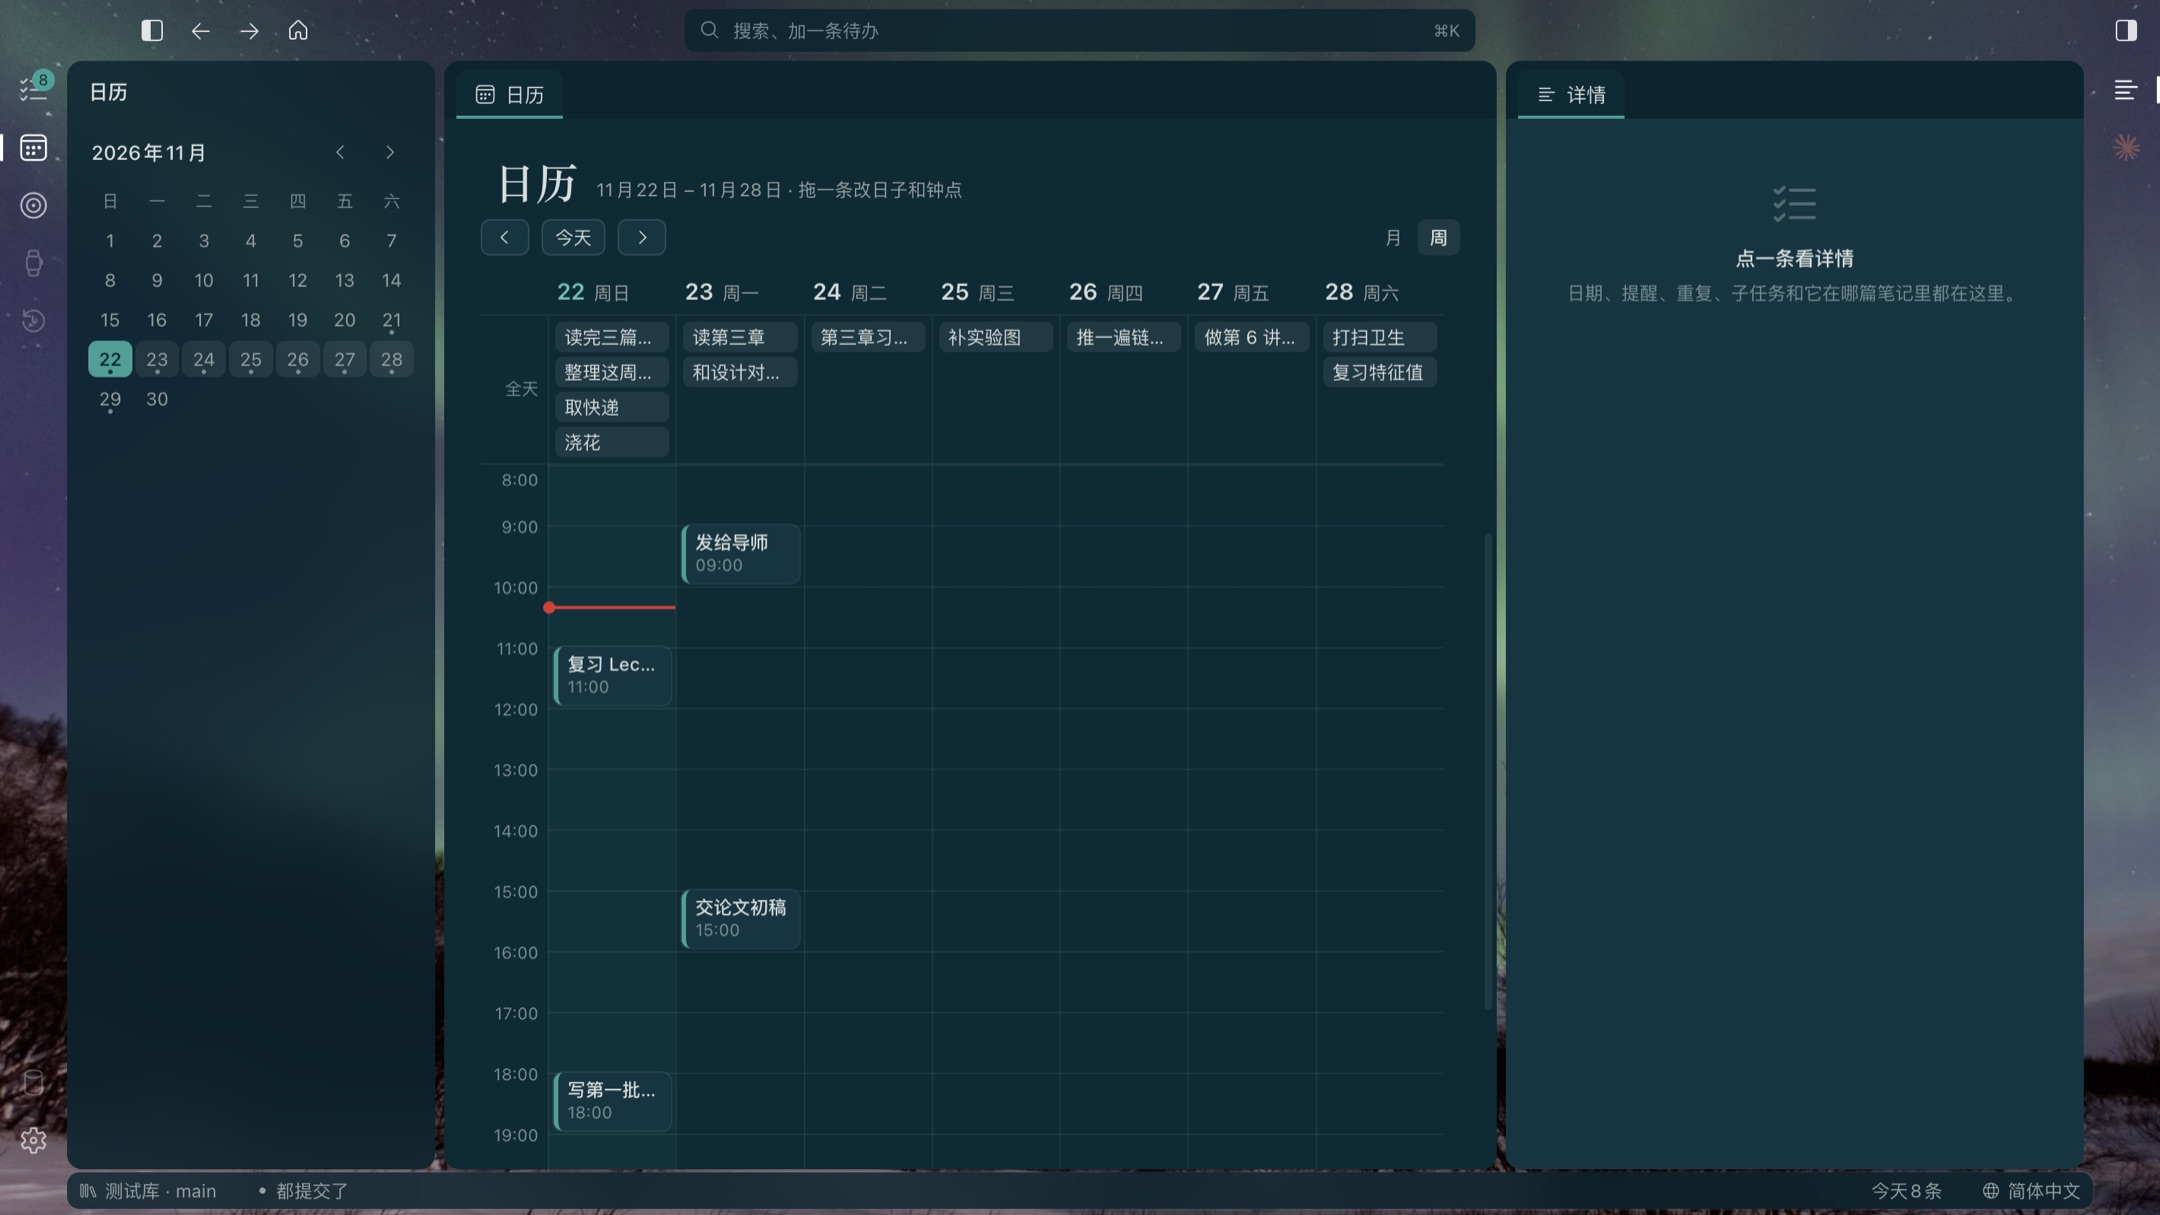 搜索、加一条待办 ⌘K
8
日历
2026年11月
日 一 二 三 四 五 六
1 2 3 4 5 6 7
8 9 10 11 12 13 14
15 16 17 18 19 20 21
22 23 24 25 26 27 28
29 30
日历
日历 11月22日 – 11月28日 · 拖一条改日子和钟点
今天
月 周
22 周日 23 周一 24 周二 25 周三 26 周四 27 周五 28 周六
全天
读完三篇... 读第三章 第三章习... 补实验图 推一遍链... 做第 6 讲... 打扫卫生
整理这周... 和设计对... 复习特征值
取快递
浇花
8:00
9:00
发给导师
09:00
10:00
11:00
复习 Lec...
11:00
12:00
13:00
14:00
15:00
交论文初稿
15:00
16:00
17:00
18:00
写第一批...
18:00
19:00
详情
点一条看详情
日期、提醒、重复、子任务和它在哪篇笔记里都在这里。
测试库 · main • 都提交了
今天8条 简体中文